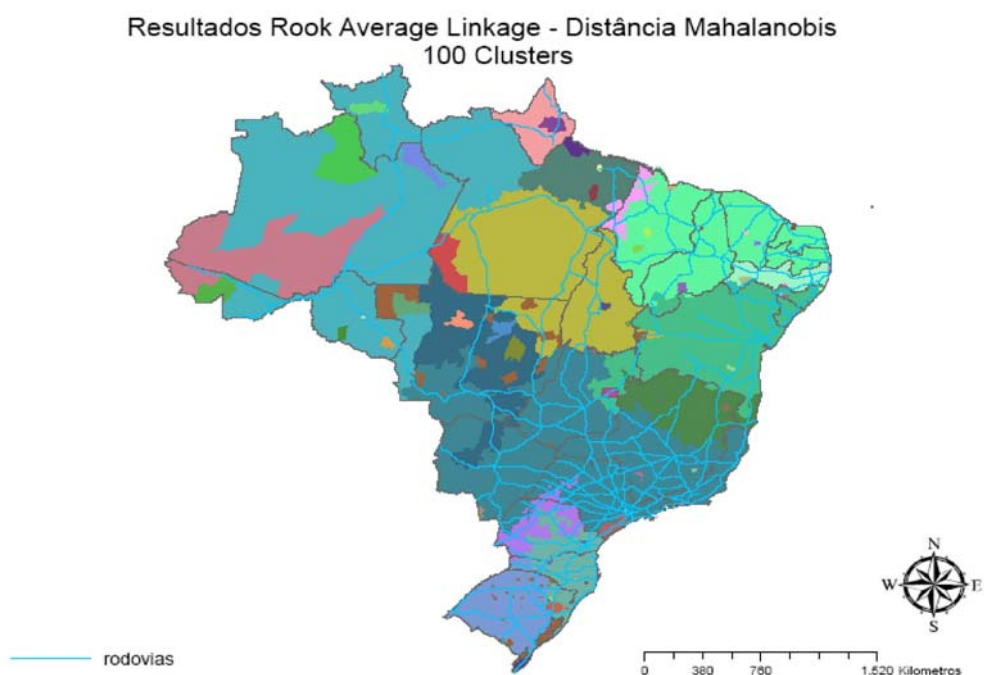 Resultados Rook Average Linkage - Distância Mahalanobis
100 Clusters
N
W E
S
rodovias
0 380 760 1.520 Kilometros